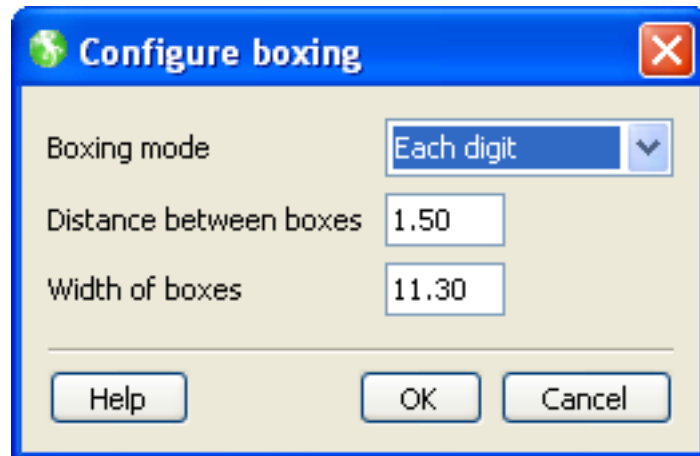 Configure boxing
Boxing mode Each digit
Distance between boxes 1.50
Width of boxes 11.30
Help OK Cancel